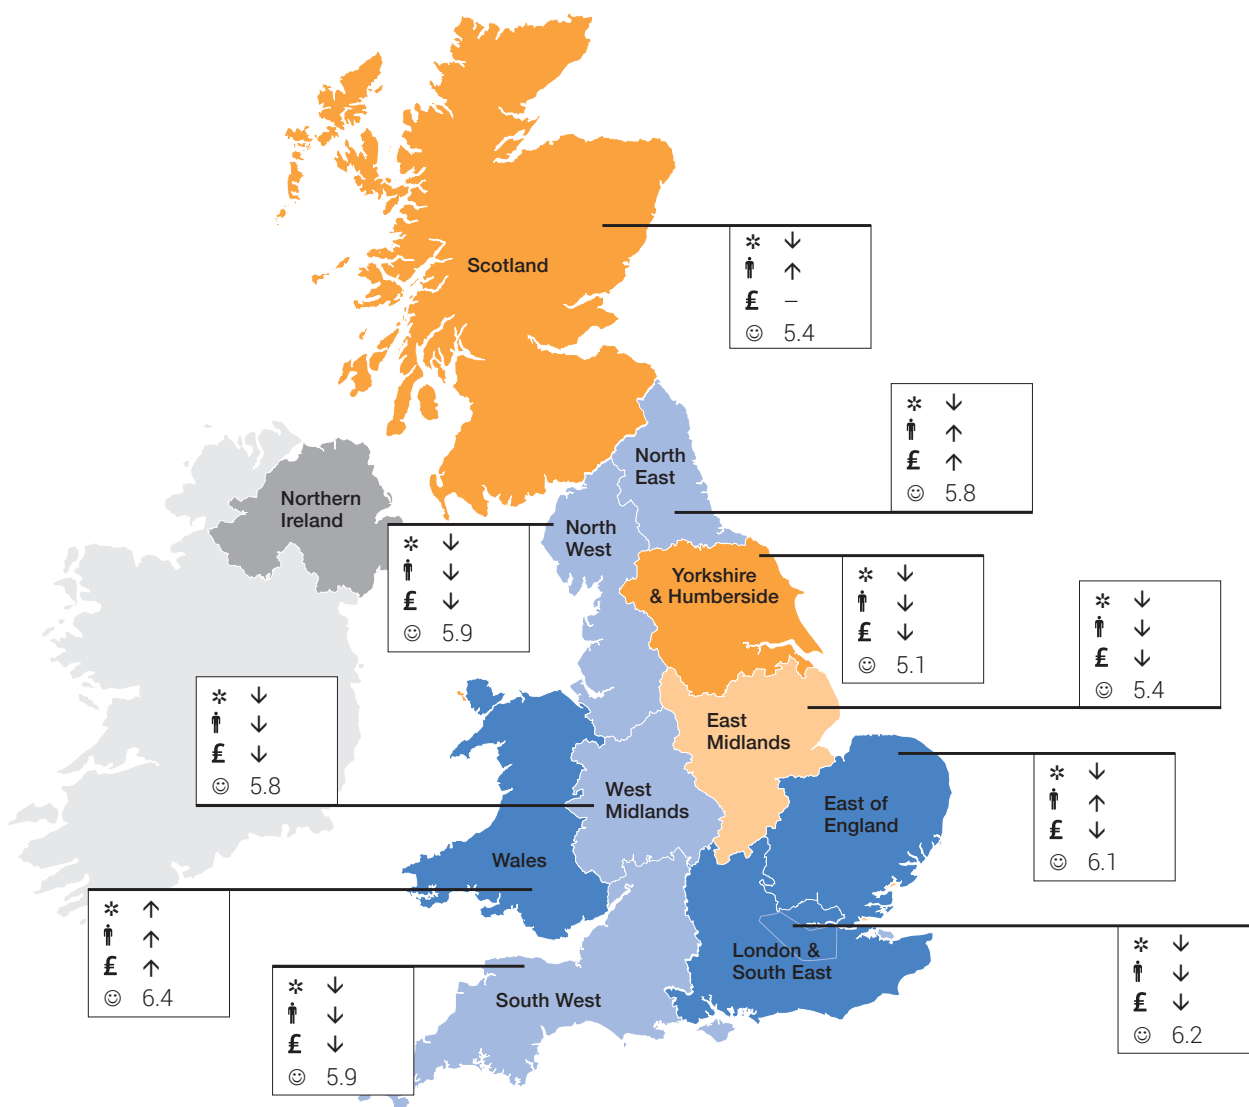 Scotland
✲ ↓
↑
£ –
☺ 5.4
North
East
✲ ↓
↑
£ ↑
☺ 5.8
Northern
Ireland
North
West
✲ ↓
↓
£ ↓
☺ 5.9
Yorkshire
& Humberside
✲ ↓
↓
£ ↓
☺ 5.1
✲ ↓
↓
£ ↓
☺ 5.4
East
Midlands
✲ ↓
↓
£ ↓
☺ 5.8
West
Midlands
East of
England
✲ ↓
↑
£ ↓
☺ 6.1
Wales
✲ ↑
↑
£ ↑
☺ 6.4
London &
South East
✲ ↓
↓
£ ↓
☺ 6.2
South West
✲ ↓
↓
£ ↓
☺ 5.9